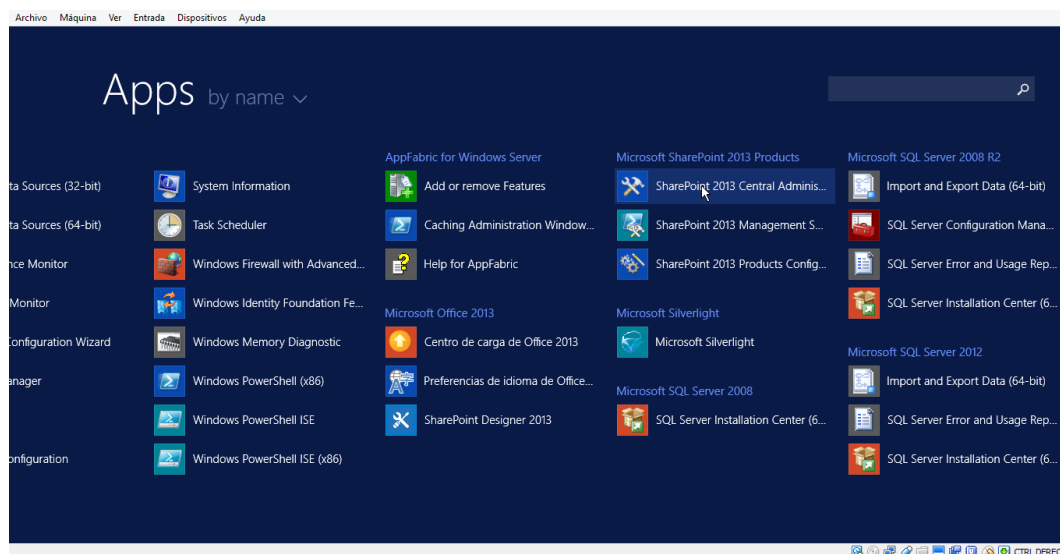 Archivo Máquina Ver Entrada Dispositivos Ayuda
Apps by name
ta Sources (32-bit)
ta Sources (64-bit)
nce Monitor
Monitor
Configuration Wizard
anager
onfiguration
System Information
Task Scheduler
Windows Firewall with Advanced...
Windows Identity Foundation Fe...
Windows Memory Diagnostic
Windows PowerShell (x86)
Windows PowerShell ISE
Windows PowerShell ISE (x86)
AppFabric for Windows Server
Add or remove Features
Caching Administration Window...
Help for AppFabric
Microsoft Office 2013
Centro de carga de Office 2013
Preferencias de idioma de Office...
SharePoint Designer 2013
Microsoft SharePoint 2013 Products
SharePoint 2013 Central Adminis...
SharePoint 2013 Management S...
SharePoint 2013 Products Config...
Microsoft Silverlight
Microsoft Silverlight
Microsoft SQL Server 2008
SQL Server Installation Center (6...
Microsoft SQL Server 2008 R2
Import and Export Data (64-bit)
SQL Server Configuration Mana...
SQL Server Error and Usage Rep...
SQL Server Installation Center (6...
Microsoft SQL Server 2012
Import and Export Data (64-bit)
SQL Server Error and Usage Rep...
SQL Server Installation Center (6...
CTRL DEREC